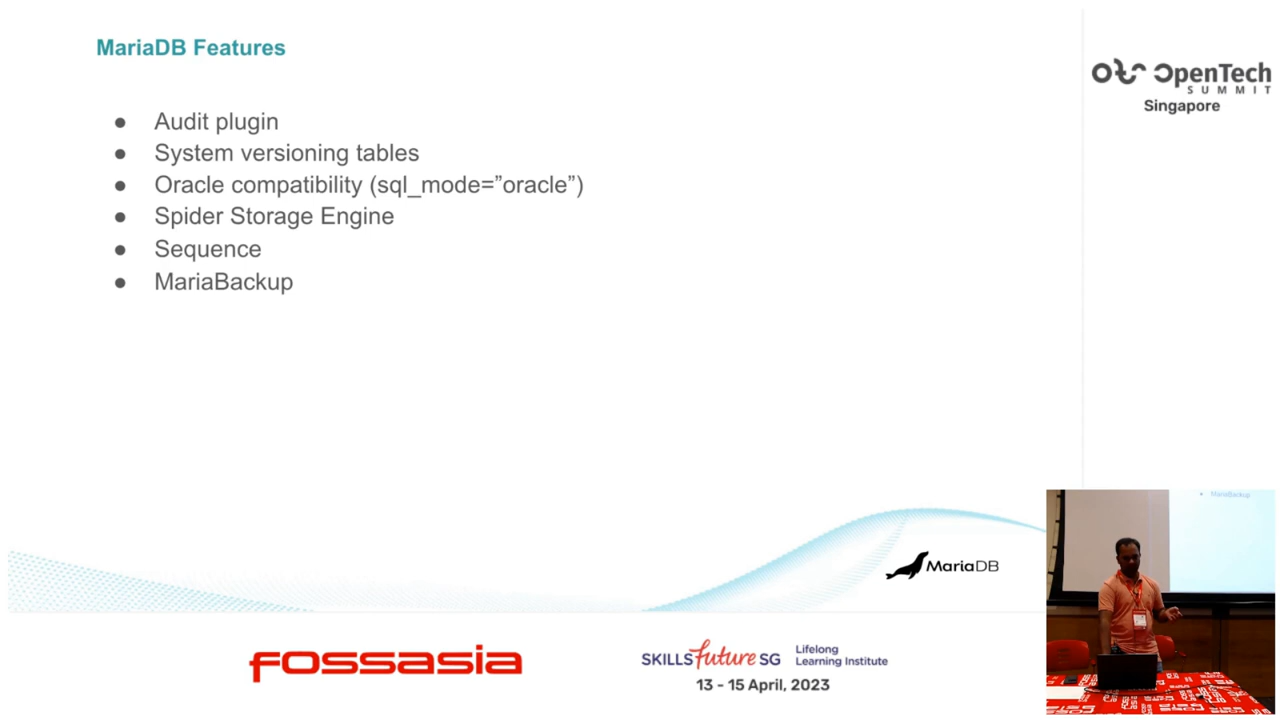 MariaDB Features
● Audit plugin
● System versioning tables
● Oracle compatibility (sql_mode=”oracle”)
● Spider Storage Engine
● Sequence
● MariaBackup
OpenTech
SUMMIT
Singapore
MariaBackup
MariaDB
fossasia
SKILLSfuture SG
Lifelong
Learning Institute
13 - 15 April, 2023